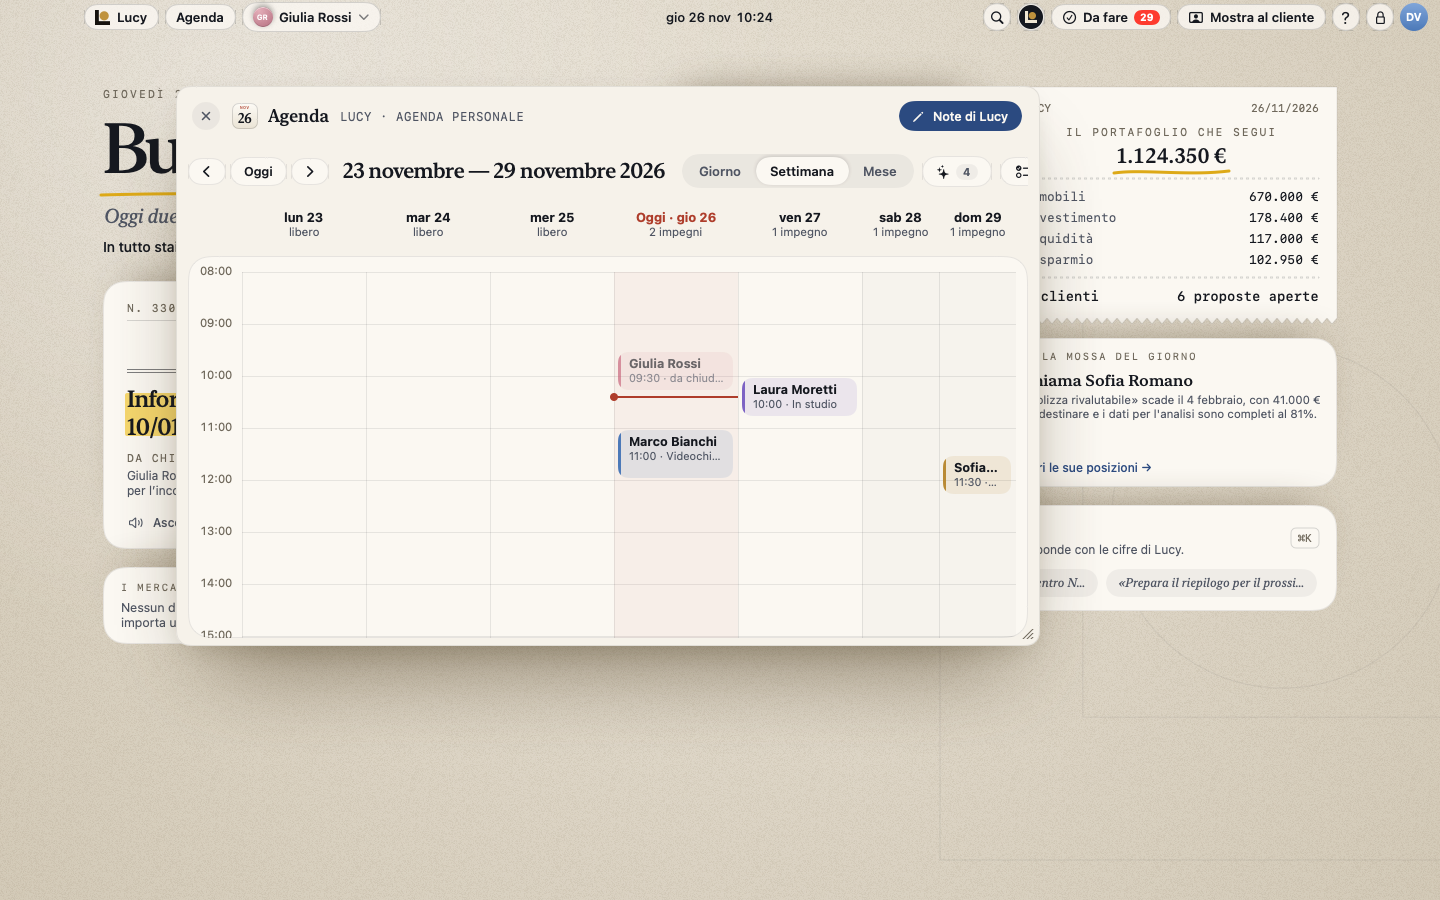 Lucy
Agenda
GR
Giulia Rossi
gio 26 nov 10:24
Da fare
29
Mostra al cliente
?
DV
GIOVEDÌ
Bu
Oggi due
In tutto stai
N. 330
Infor
10/01
DA CHI
Giulia Ro
per l'inco
Asc
I MERCA
Nessun d
importa u
NOV
26
Agenda
LUCY · AGENDA PERSONALE
Note di Lucy
Oggi
23 novembre — 29 novembre 2026
Giorno
Settimana
Mese
4
lun 23
libero
mar 24
libero
mer 25
libero
Oggi · gio 26
2 impegni
ven 27
1 impegno
sab 28
1 impegno
dom 29
1 impegno
08:00
09:00
10:00
11:00
12:00
13:00
14:00
15:00
Giulia Rossi
09:30 · da chiud...
Laura Moretti
10:00 · In studio
Marco Bianchi
11:00 · Videochi...
Sofia...
11:30 ·...
CY
26/11/2026
IL PORTAFOGLIO CHE SEGUI
1.124.350 €
mobili 670.000 €
vestimento 178.400 €
quidità 117.000 €
sparmio 102.950 €
clienti 6 proposte aperte
LA MOSSA DEL GIORNO
iama Sofia Romano
olizza rivalutabile» scade il 4 febbraio, con 41.000 €
destinare e i dati per l'analisi sono completi al 81%.
ri le sue posizioni →
⌘K
ponde con le cifre di Lucy.
entro N...
«Prepara il riepilogo per il prossi...